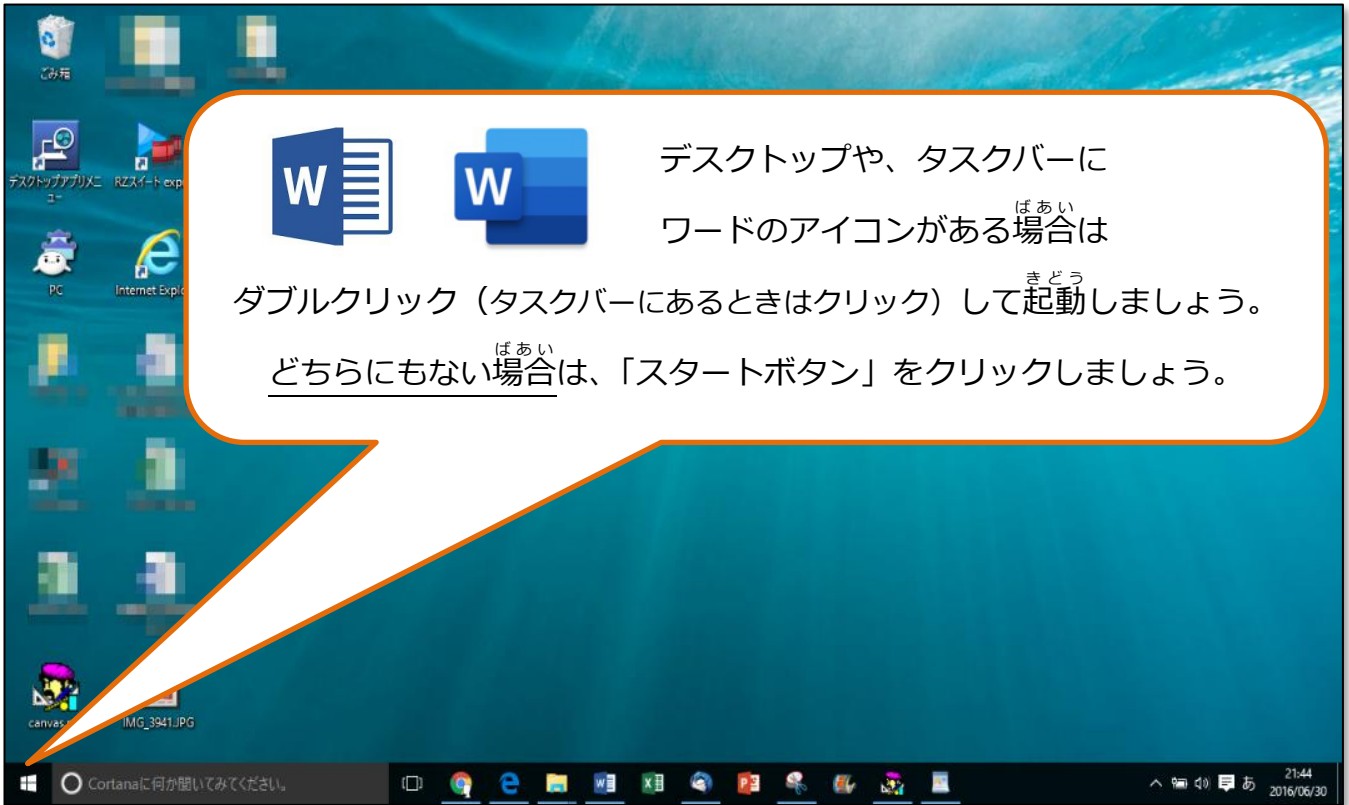 ごみ箱
デスクトップアプリメニュー
RZスイート exp
PC
Internet Explo
W
W
デスクトップや、タスクバーに
ばあい
ワードのアイコンがある場合は
きどう
ダブルクリック（タスクバーにあるときはクリック）して起動しましょう。
ばあい
どちらにもない場合は、「スタートボタン」をクリックしましょう。
canvas
IMG_3941.JPG
Cortanaに何か聞いてみてください。
あ
21:44
2016/06/30